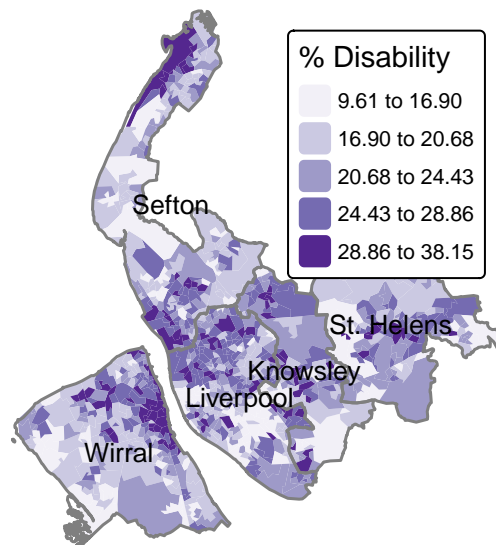 % Disability
9.61 to 16.90
16.90 to 20.68
20.68 to 24.43
24.43 to 28.86
28.86 to 38.15
Sefton
St. Helens
Knowsley
Liverpool
Wirral